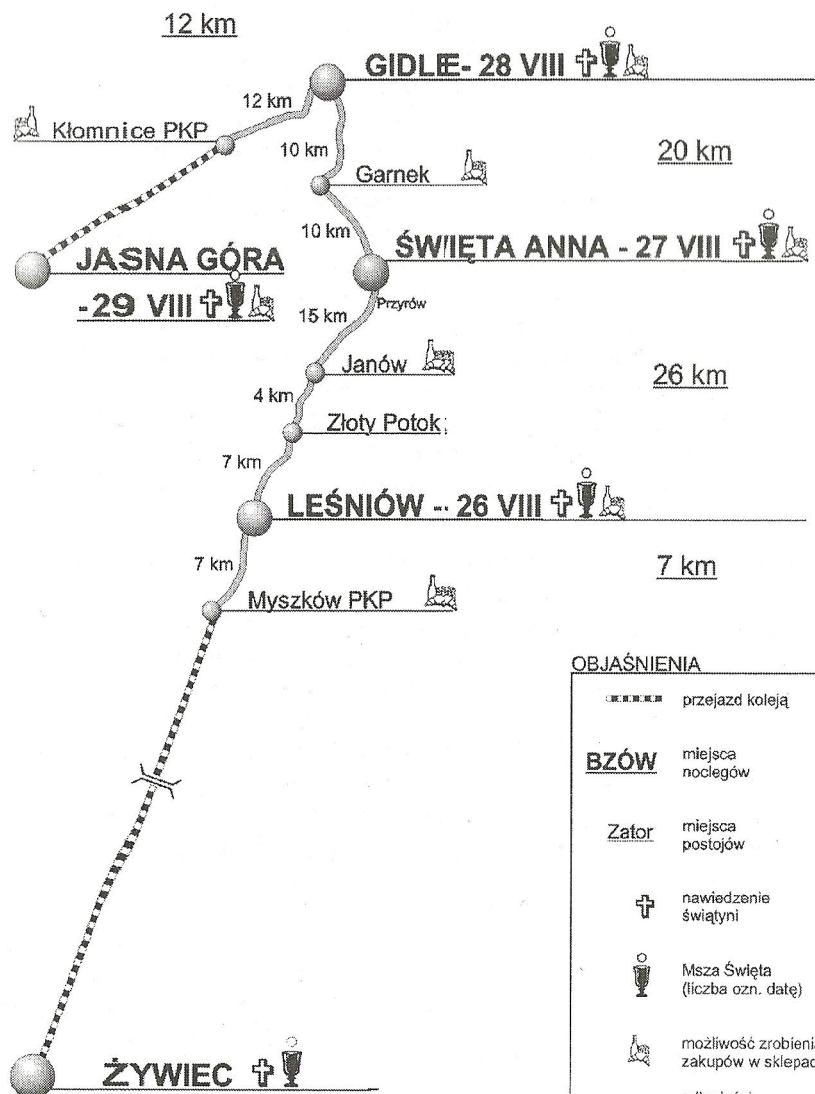 12 km
GIDLE- 28 VIII
12 km
Kłomnice PKP
10 km
20 km
Garnek
10 km
ŚWIĘTA ANNA - 27 VIII
JASNA GÓRA
- 29 VIII
Przyrów
15 km
Janów
26 km
4 km
Złoty Potok
7 km
LEŚNIÓW - 26 VIII
7 km
7 km
Myszków PKP
OBJAŚNIENIA
przejazd koleją
BZÓW
miejsca
noclegów
Zator
miejsca
postojów
nawiedzenie
świątyni
Msza Święta
(liczba ozn. datę)
możliwość zrobienia
zakupów w sklepac
ŻYWIEC